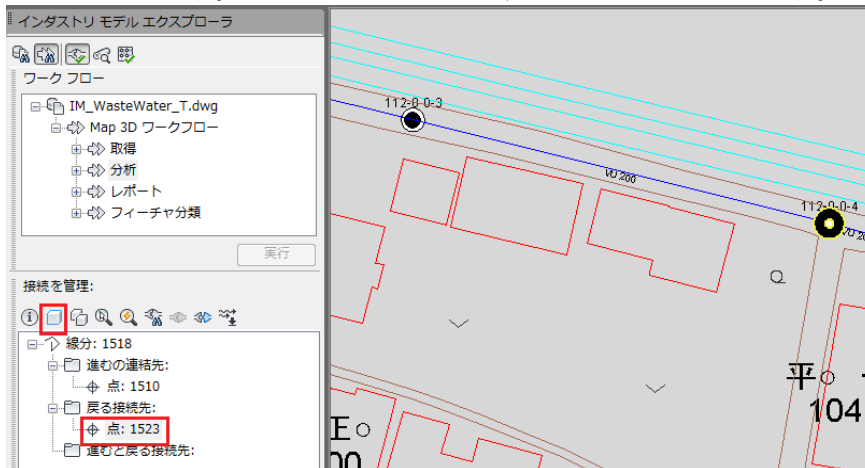 インダストリ モデル エクスプローラ
ワーク フロー
IM_WasteWater_T.dwg
Map 3D ワークフロー
取得
分析
レポート
フィーチャ分類
実行
接続を管理:
線分: 1518
進むの連結先:
点: 1510
戻る接続先:
点: 1523
進むと戻る接続先:
112-0-0-3
VU 200
112-0-0-4
VU 20
Q
平
104